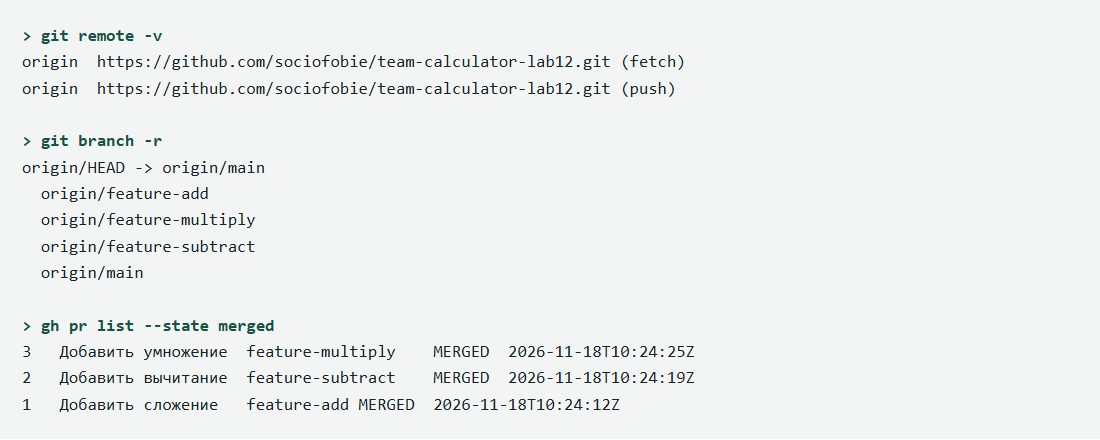 > git remote -v
origin  https://github.com/sociofobie/team-calculator-lab12.git (fetch)
origin  https://github.com/sociofobie/team-calculator-lab12.git (push)
> git branch -r
origin/HEAD -> origin/main
  origin/feature-add
  origin/feature-multiply
  origin/feature-subtract
  origin/main
> gh pr list --state merged
3   Добавить умножение  feature-multiply    MERGED  2026-11-18T10:24:25Z
2   Добавить вычитание  feature-subtract    MERGED  2026-11-18T10:24:19Z
1   Добавить сложение   feature-add MERGED  2026-11-18T10:24:12Z